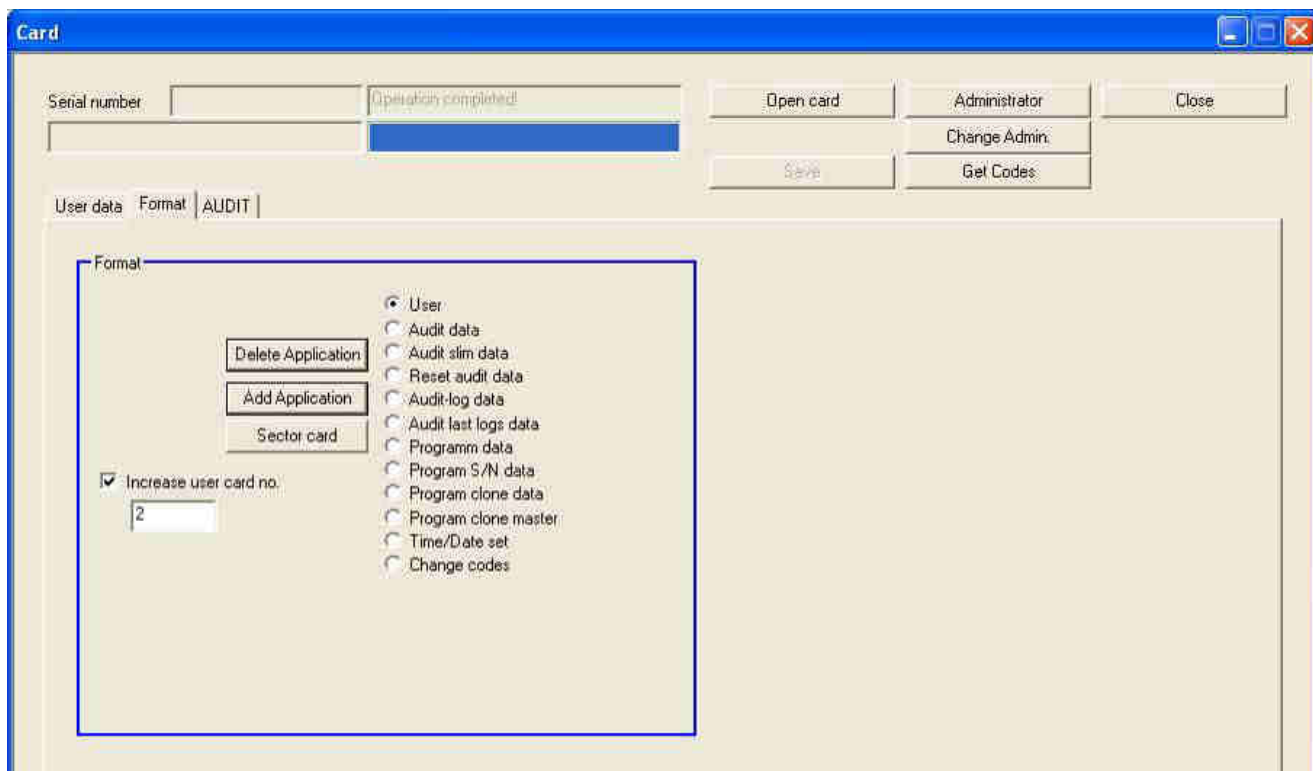 Card
Serial number
Operation completed!
Open card
Administrator
Close
Change Admin.
Save
Get Codes
User data
Format
AUDIT
Format
User
Audit data
Delete Application
Audit slim data
Reset audit data
Add Application
Audit-log data
Audit last logs data
Sector card
Programm data
Program S/N data
Increase user card no.
Program clone data
2
Program clone master
Time/Date set
Change codes